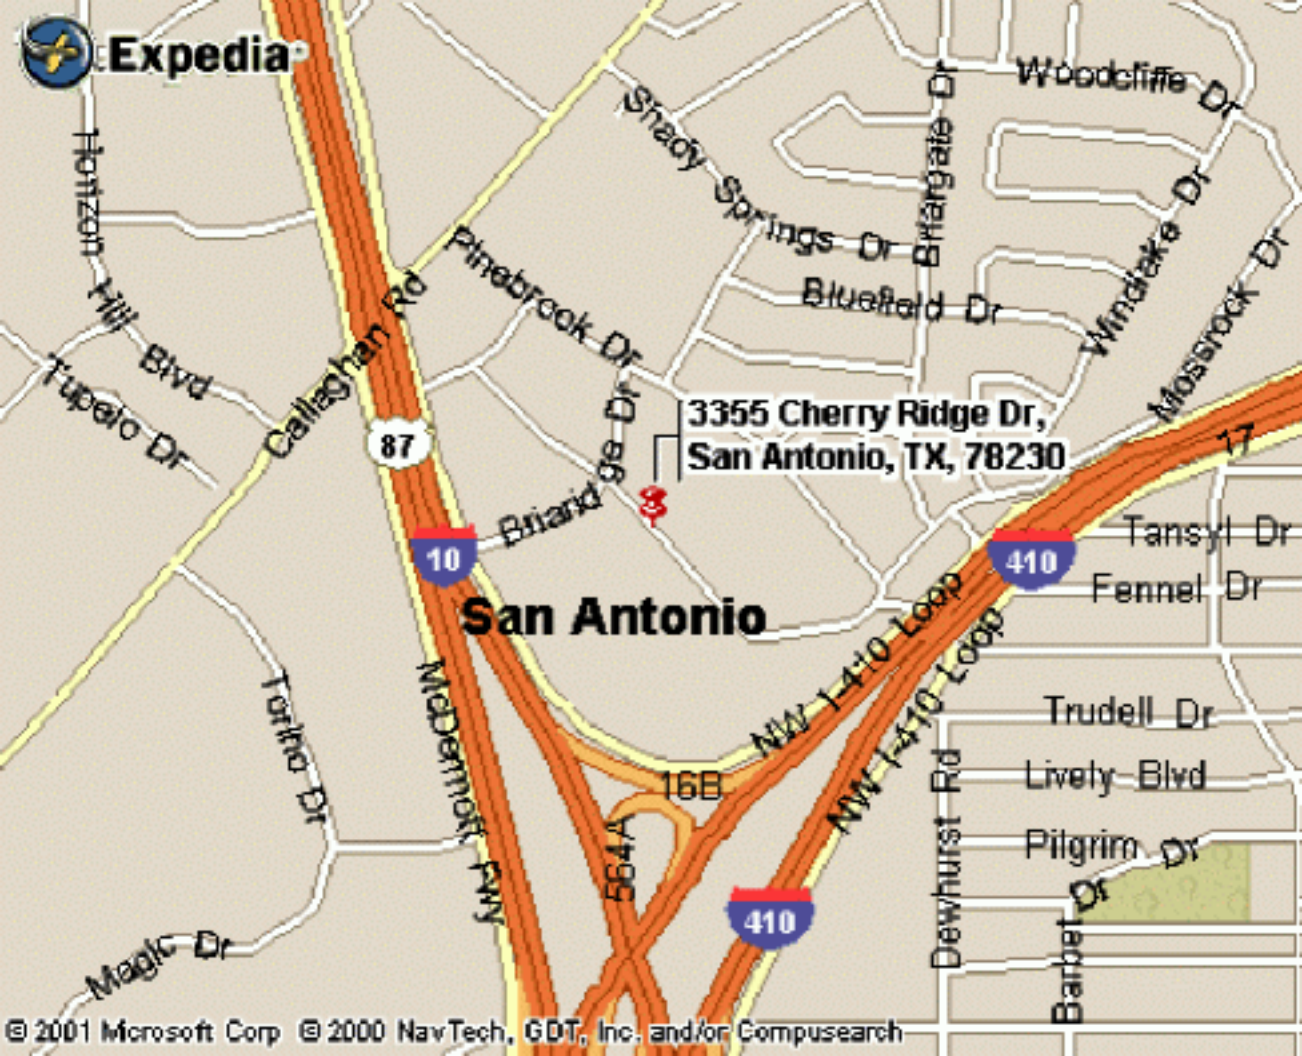 Expedia
Woodcliffe Dr
Shady Springs Dr
Briargate Dr
Horizon Hill Blvd
Pinebrook Dr
Bluefield Dr
Windlake Dr
Mossrock Dr
Callaghan Rd
Tupelo Dr
87
3355 Cherry Ridge Dr,
San Antonio, TX, 78230
17
Briaridge Dr
10
410
Tansyl Dr
Fennel Dr
San Antonio
NW I-410 Loop
NW I-410 Loop
McDermott Fwy
Torino Dr
Trudell Dr
16B
Lively Blvd
564A
Dewhurst Rd
Pilgrim Dr
410
Barbet Dr
Magic Dr
© 2001 Microsoft Corp © 2000 NavTech, GDT, Inc. and/or Compusearch